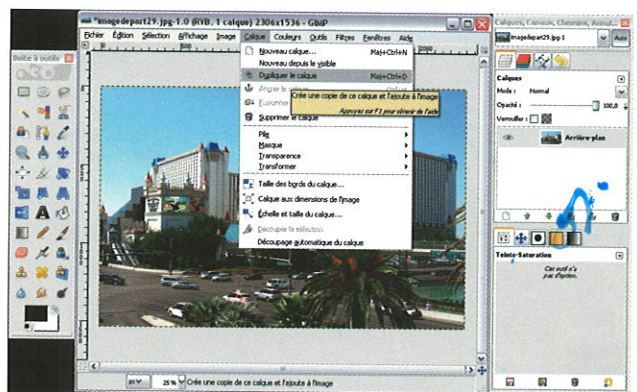 *imagedepart29.jpg-1.0 (RVB, 1 calque) 2306x1536 - GIMP
Fichier Édition Sélection Affichage Image Calque Couleurs Outils Filtres Fenêtres Aide
Boîte à outils
Nouveau calque... Maj+Ctrl+N
Nouveau depuis le visible
Dupliquer le calque Maj+Ctrl+D
Ancrer le calque
Crée une copie de ce calque et l'ajoute à l'image
Appuyez sur F1 pour obtenir de l'aide
Fusionner
Supprimer le calque
Pile
Masque
Transparence
Transformer
Taille des bords du calque...
Calque aux dimensions de l'image
Échelle et taille du calque...
Découper la sélection
Découpage automatique du calque
px 25 % Crée une copie de ce calque et l'ajoute à l'image
Calques, Canaux, Chemins, Annul...
imagedepart29.jpg-1 Auto
Calques
Mode : Normal
Opacité : 100,0
Verrouiller :
Arrière-plan
Teinte-Saturation
Cet outil n'a
pas d'option.